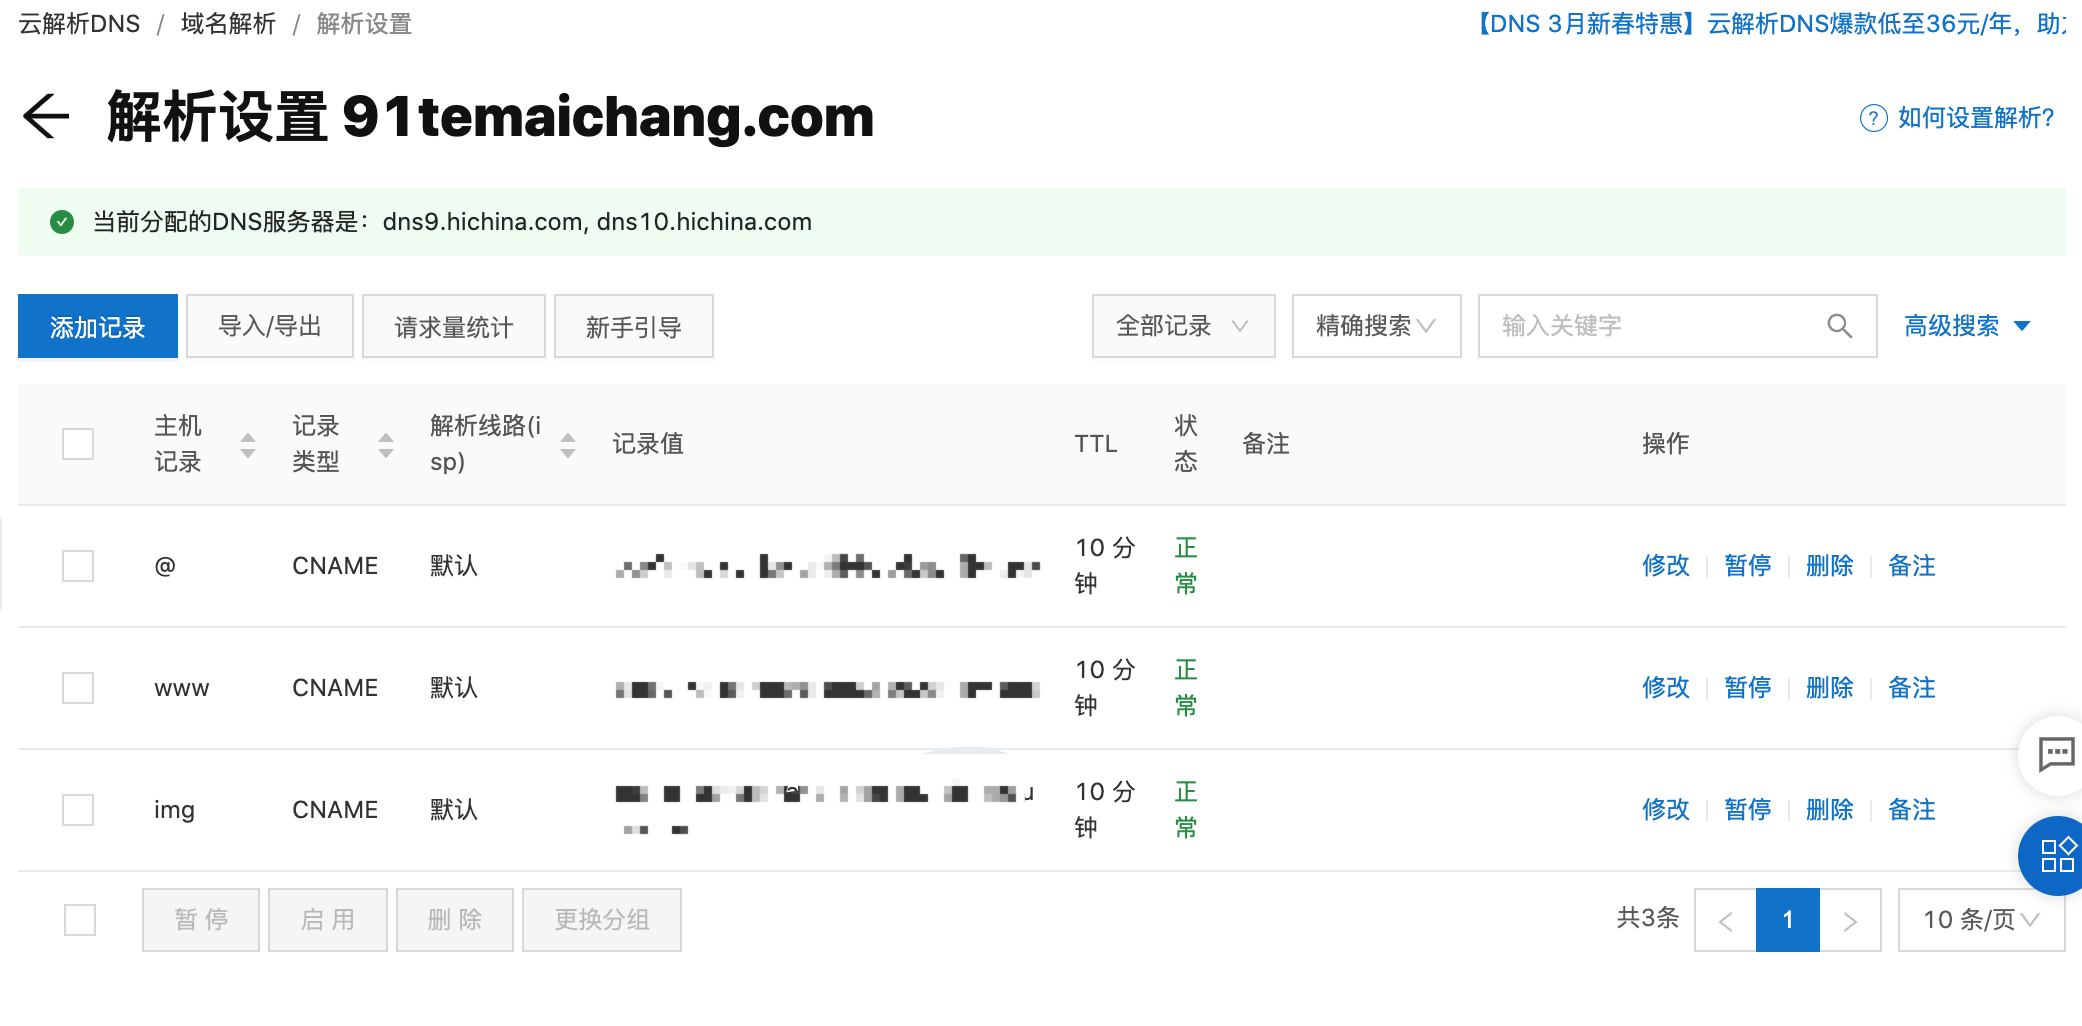 云解析DNS / 域名解析 / 解析设置
【DNS 3月新春特惠】云解析DNS爆款低至36元/年，助
解析设置 91temaichang.com
? 如何设置解析?
当前分配的DNS服务器是：dns9.hichina.com, dns10.hichina.com
添加记录 导入/导出 请求量统计 新手引导 全部记录 精确搜索 输入关键字 高级搜索
主机记录 记录类型 解析线路(isp) 记录值 TTL 状态 备注 操作
@ CNAME 默认 10 分钟 正常 修改 暂停 删除 备注
www CNAME 默认 10 分钟 正常 修改 暂停 删除 备注
img CNAME 默认 10 分钟 正常 修改 暂停 删除 备注
暂 停 启 用 删 除 更换分组 共3条 < 1 > 10 条/页